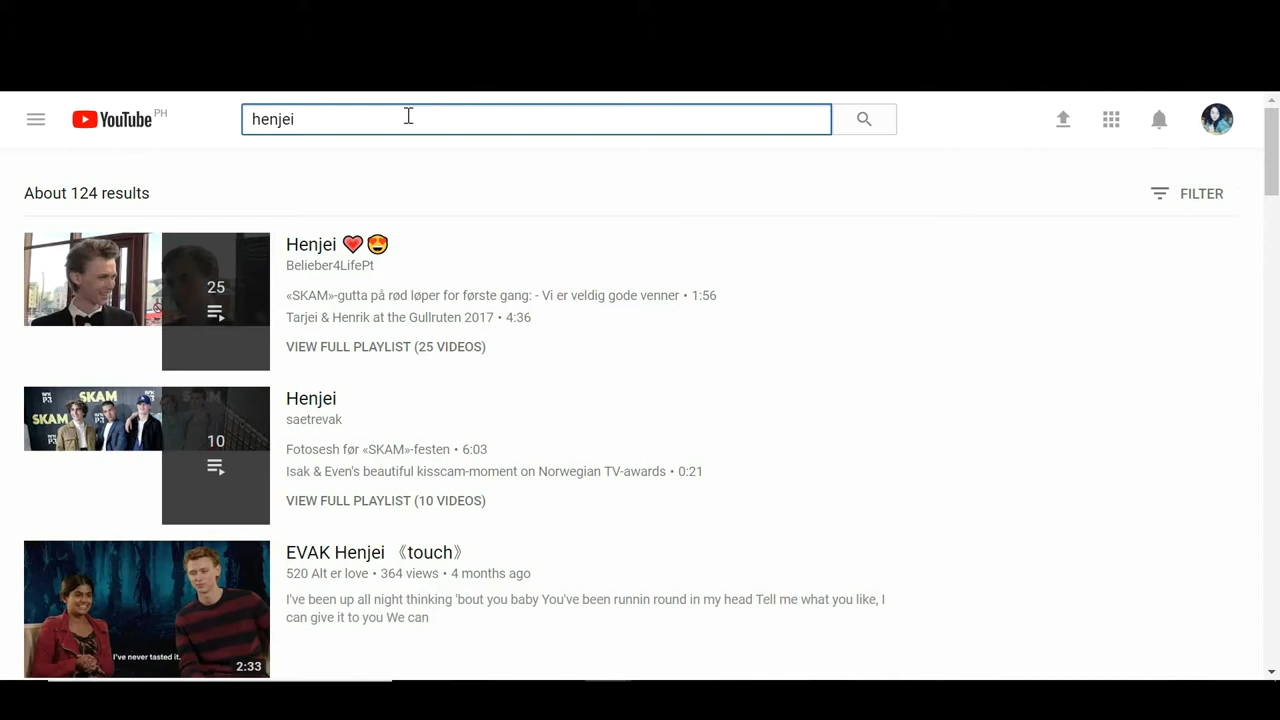 YouTube PH
henjei
About 124 results
FILTER
Henjei ❤️😍
Belieber4LifePt
25
«SKAM»-gutta på rød løper for første gang: - Vi er veldig gode venner • 1:56
Tarjei & Henrik at the Gullruten 2017 • 4:36
VIEW FULL PLAYLIST (25 VIDEOS)
Henjei
saetrevak
SKAM
SKAM
10
Fotosesh før «SKAM»-festen • 6:03
Isak & Even's beautiful kisscam-moment on Norwegian TV-awards • 0:21
VIEW FULL PLAYLIST (10 VIDEOS)
EVAK Henjei 《touch》
520 Alt er love • 364 views • 4 months ago
I've been up all night thinking 'bout you baby You've been runnin round in my head Tell me what you like, I
can give it to you We can
I've never tasted it.
2:33